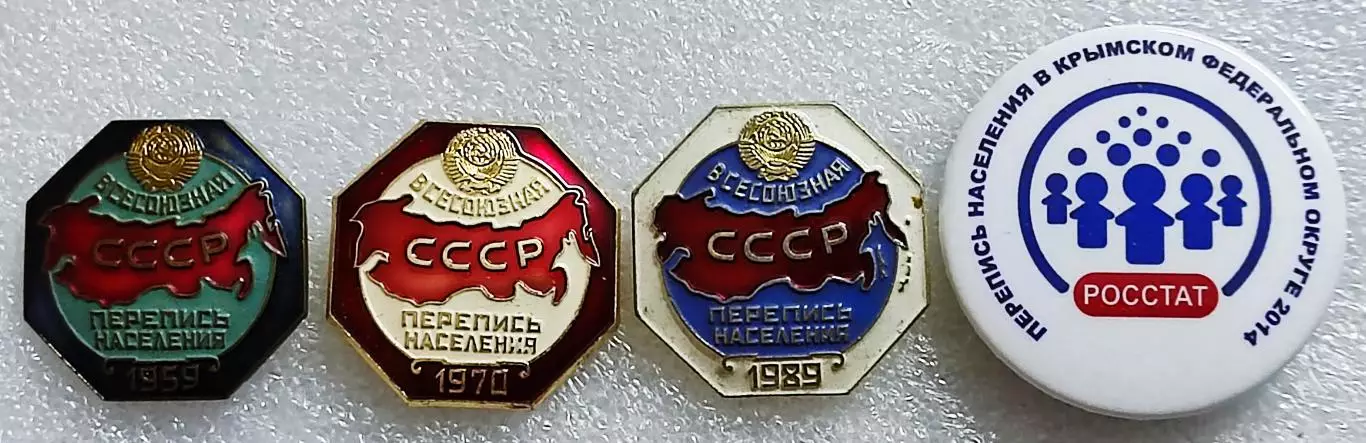 ВСЕСОЮЗНАЯ
СССР
ПЕРЕПИСЬ
НАСЕЛЕНИЯ
1959
ВСЕСОЮЗНАЯ
СССР
ПЕРЕПИСЬ
НАСЕЛЕНИЯ
1970
ВСЕСОЮЗНАЯ
СССР
ПЕРЕПИСЬ
НАСЕЛЕНИЯ
1989
ПЕРЕПИСЬ НАСЕЛЕНИЯ В КРЫМСКОМ ФЕДЕРАЛЬНОМ ОКРУГЕ 2014
РОССТАТ